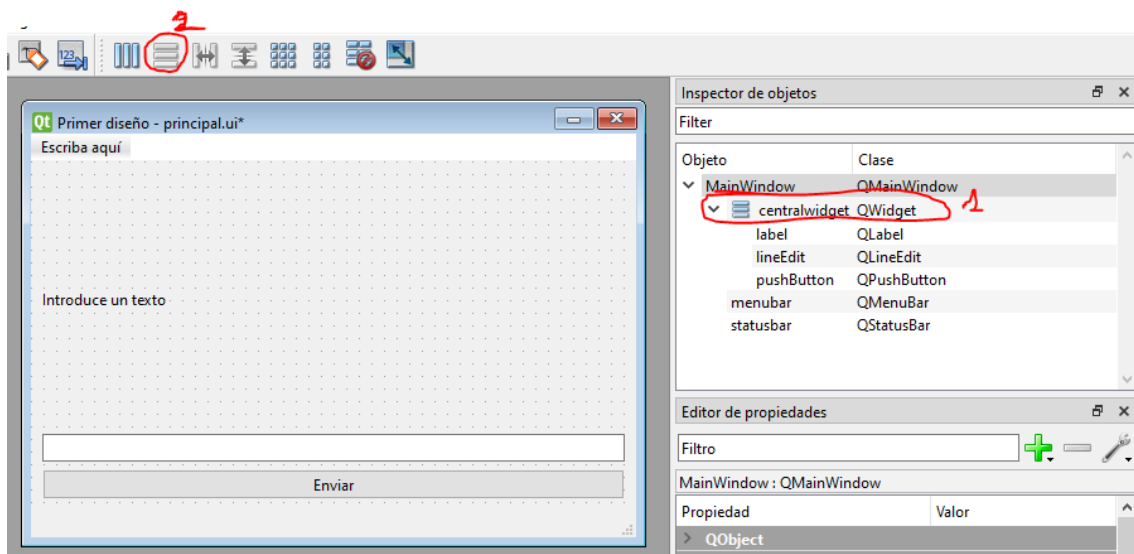 2
123
Inspector de objetos
Filter
Qt Primer diseño - principal.ui*
Escriba aquí
Objeto Clase
MainWindow QMainWindow
centralwidget QWidget 1
label QLabel
lineEdit QLineEdit
pushButton QPushButton
menubar QMenuBar
statusbar QStatusBar
Introduce un texto
Enviar
Editor de propiedades
Filtro
MainWindow : QMainWindow
Propiedad Valor
QObject